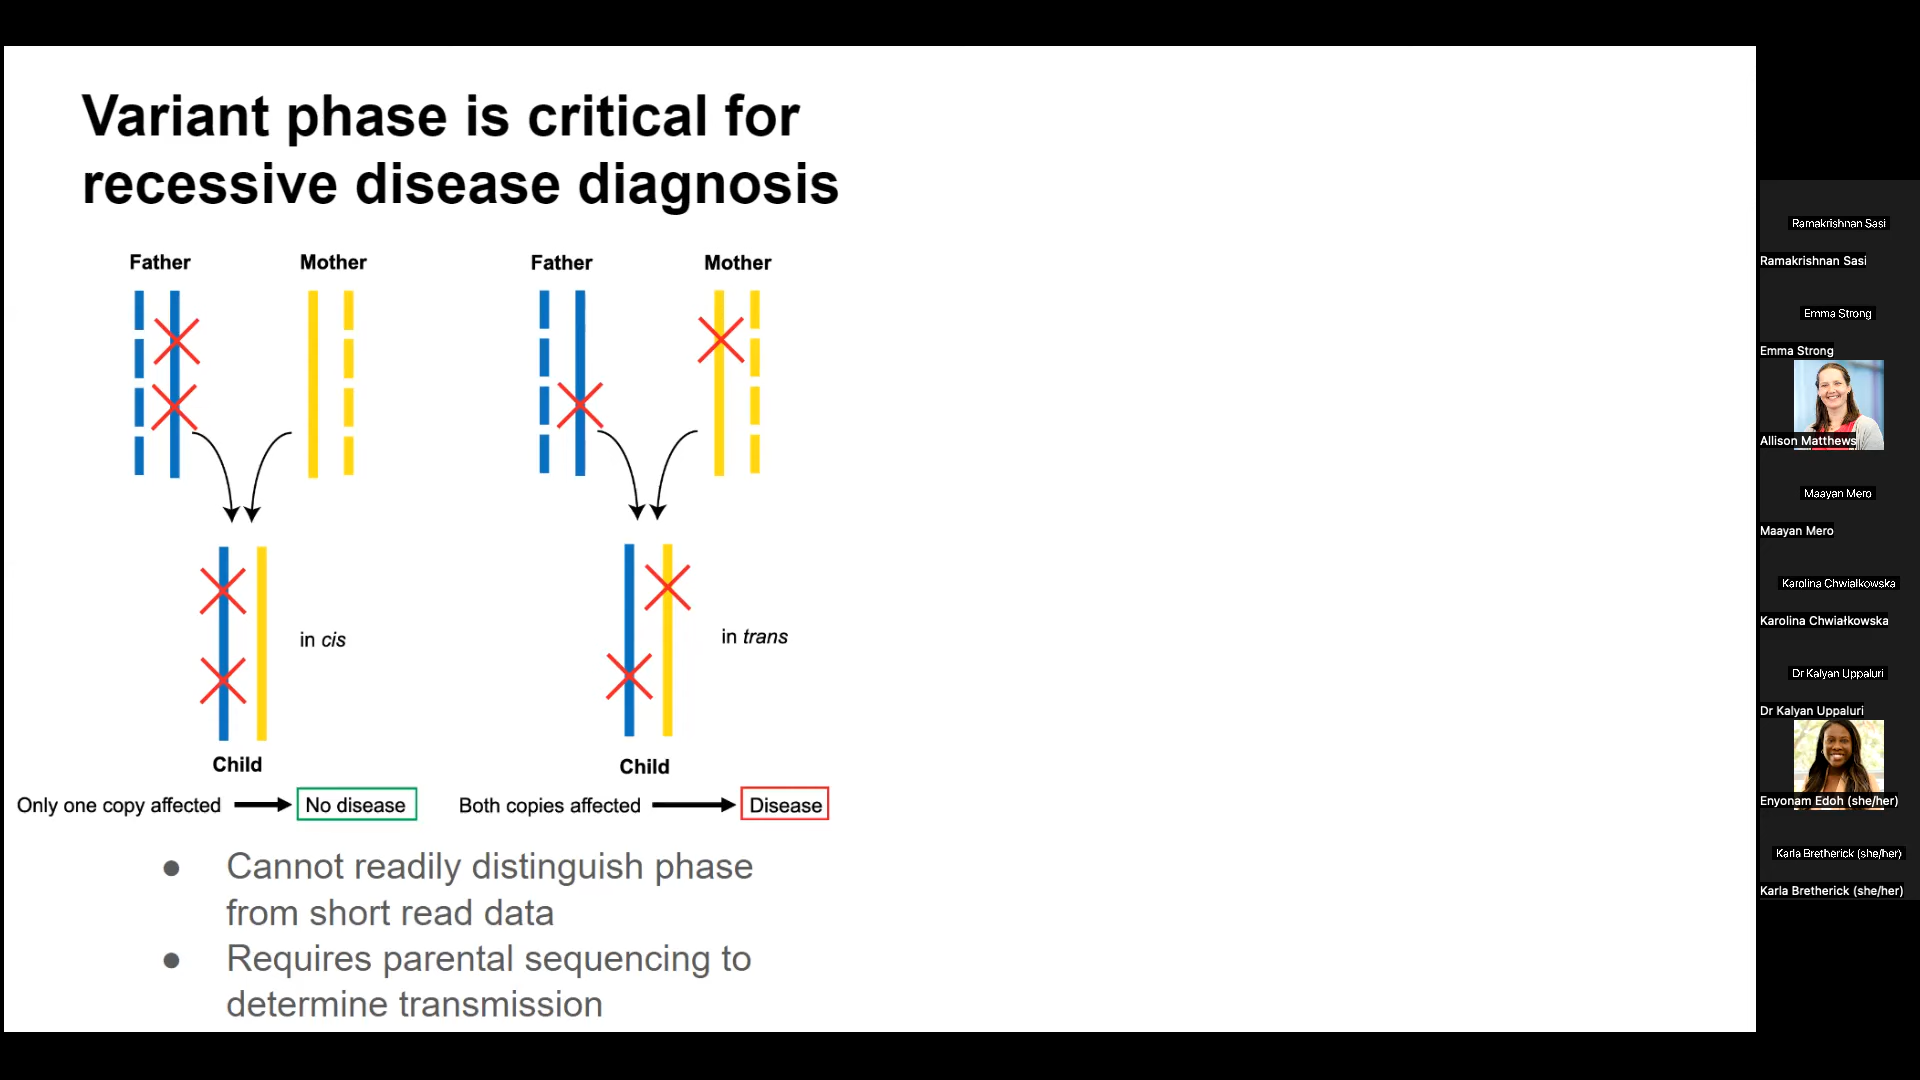 Variant phase is critical for
recessive disease diagnosis
Father
Mother
Father
Mother
in cis
in trans
Child
Child
Only one copy affected
No disease
Both copies affected
Disease
● Cannot readily distinguish phase
from short read data
● Requires parental sequencing to
determine transmission
Ramakrishnan Sasi
Ramakrishnan Sasi
Emma Strong
Emma Strong
Allison Matthews
Maayan Mero
Maayan Mero
Karolina Chwiałkowska
Karolina Chwiałkowska
Dr Kalyan Uppaluri
Dr Kalyan Uppaluri
Enyonam Edoh (she/her)
Karla Bretherick (she/her)
Karla Bretherick (she/her)